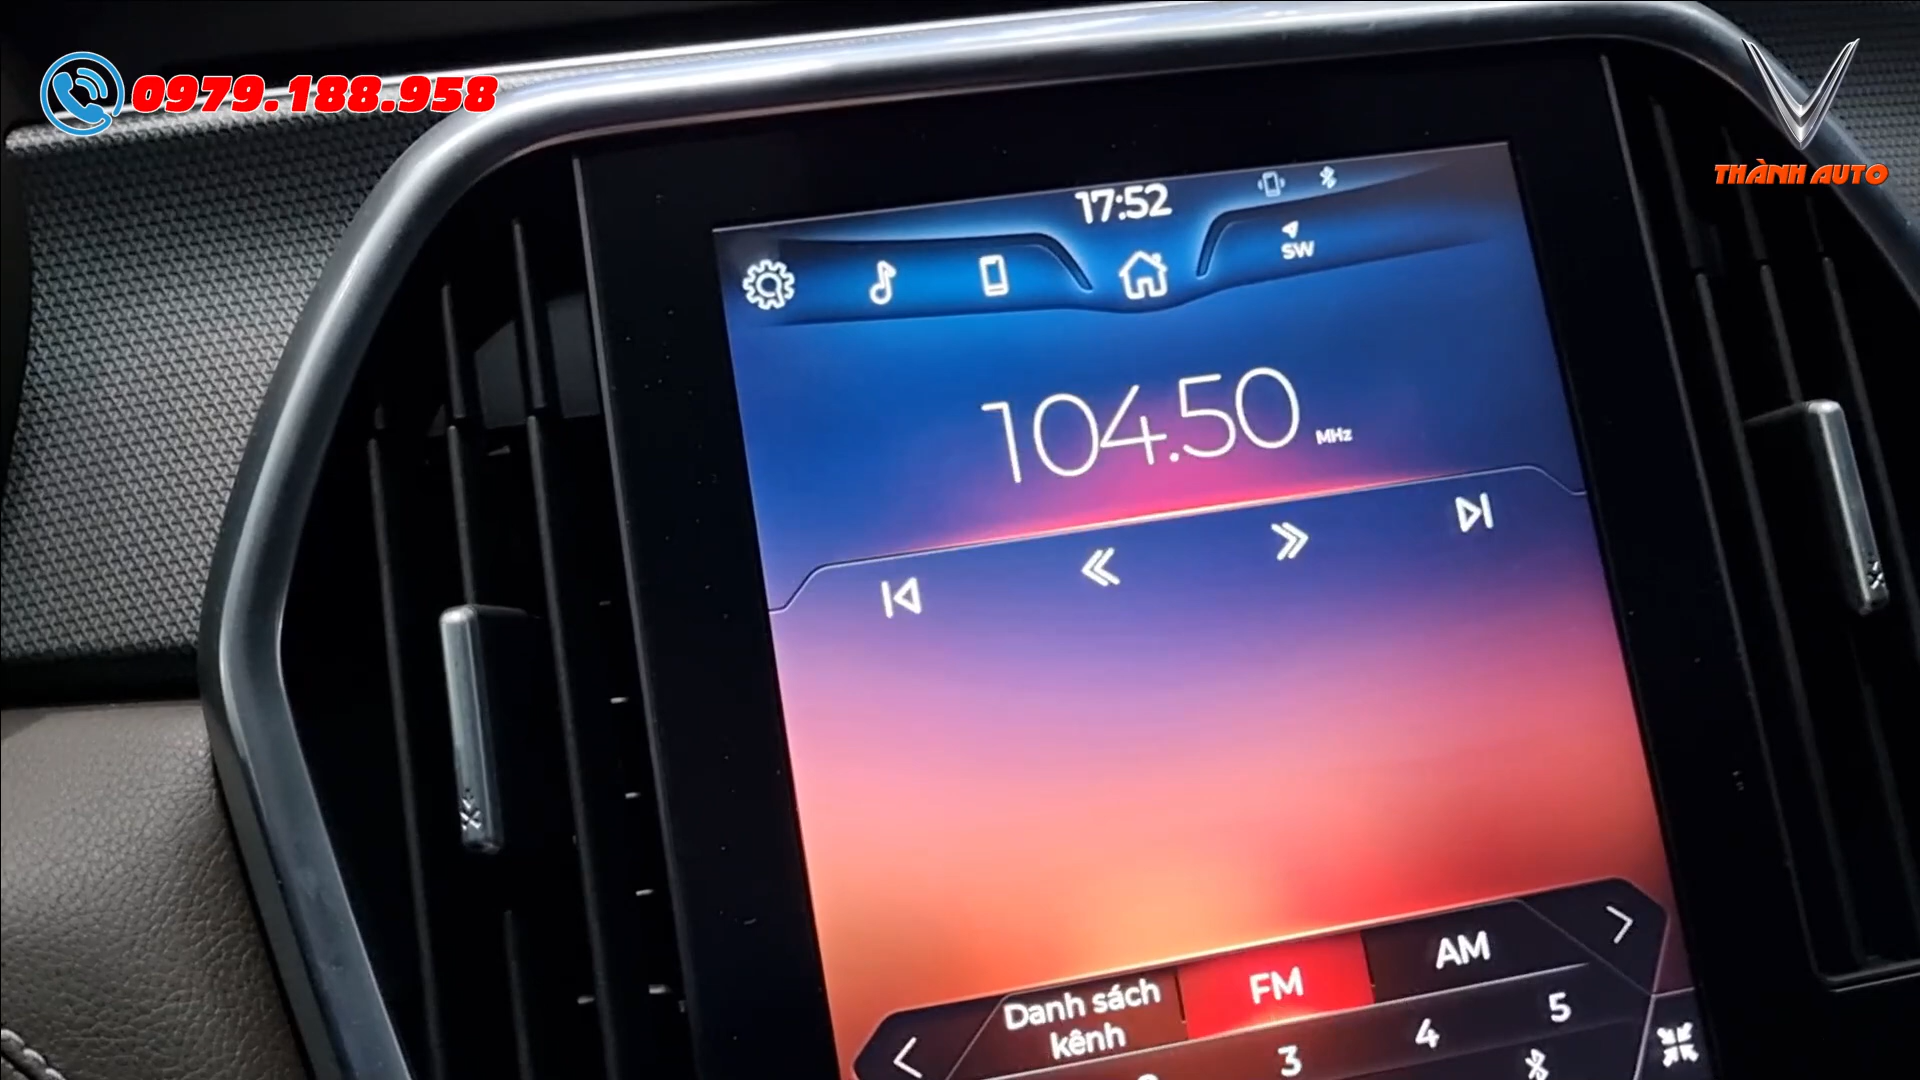 0979.188.958
THÀNH AUTO
17:52
SW
104.50 MHz
Danh sách kênh
FM
AM
3
4
5